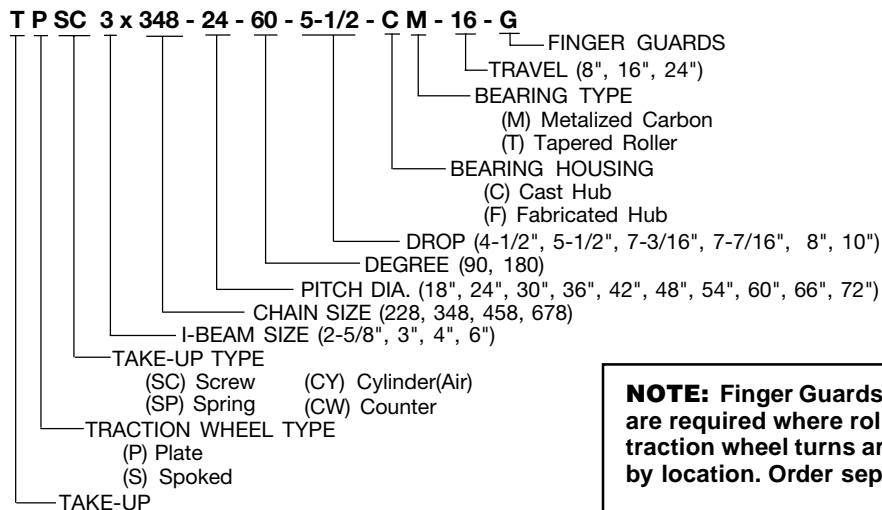 T P SC 3 x 348 - 24 - 60 - 5-1/2 - C M - 16 - G
FINGER GUARDS
TRAVEL (8", 16", 24")
BEARING TYPE
(M) Metalized Carbon
(T) Tapered Roller
BEARING HOUSING
(C) Cast Hub
(F) Fabricated Hub
DROP (4-1/2", 5-1/2", 7-3/16", 7-7/16", 8", 10")
DEGREE (90, 180)
PITCH DIA. (18", 24", 30", 36", 42", 48", 54", 60", 66", 72")
CHAIN SIZE (228, 348, 458, 678)
I-BEAM SIZE (2-5/8", 3", 4", 6")
TAKE-UP TYPE
(SC) Screw (CY) Cylinder(Air)
(SP) Spring (CW) Counter
TRACTION WHEEL TYPE
(P) Plate
(S) Spoked
TAKE-UP
NOTE: Finger Guards
are required where rol
traction wheel turns ar
by location. Order sep